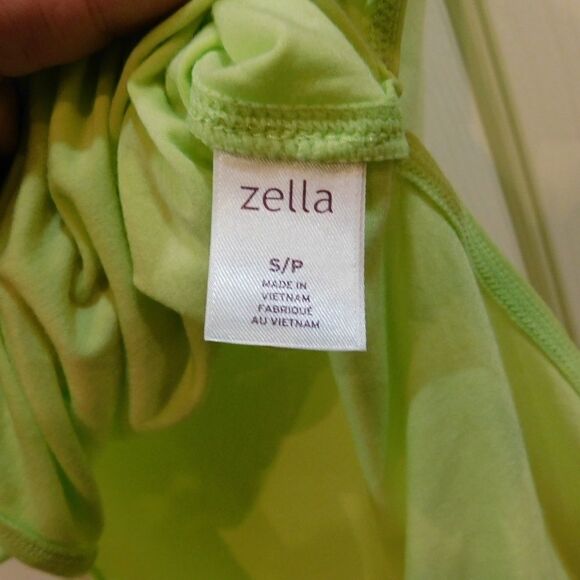 zella
S/P
MADE IN
VIETNAM
FABRIQUÉ
AU VIETNAM